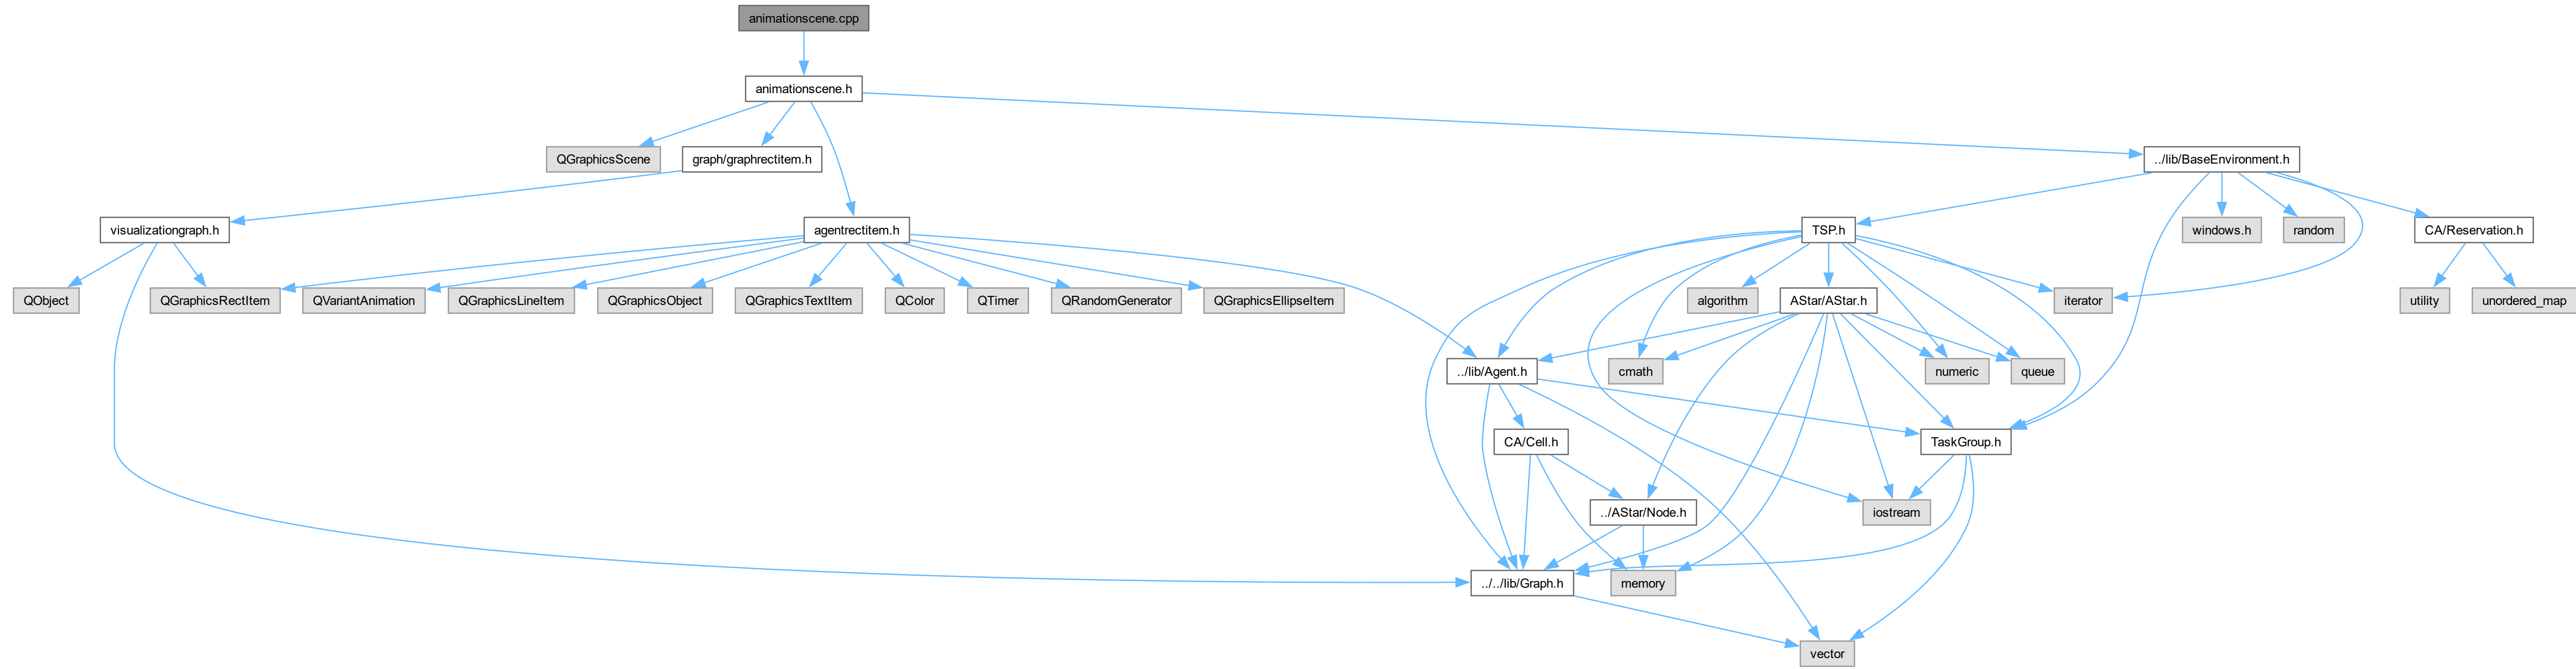 animationscene.cpp
animationscene.h
QGraphicsScene
graph/graphrectitem.h
../lib/BaseEnvironment.h
visualizationgraph.h
agentrectitem.h
TSP.h
windows.h
random
CA/Reservation.h
QObject
QGraphicsRectItem
QVariantAnimation
QGraphicsLineItem
QGraphicsObject
QGraphicsTextItem
QColor
QTimer
QRandomGenerator
QGraphicsEllipseItem
algorithm
AStar/AStar.h
iterator
utility
unordered_map
../lib/Agent.h
cmath
numeric
queue
CA/Cell.h
TaskGroup.h
../AStar/Node.h
iostream
../../lib/Graph.h
memory
vector